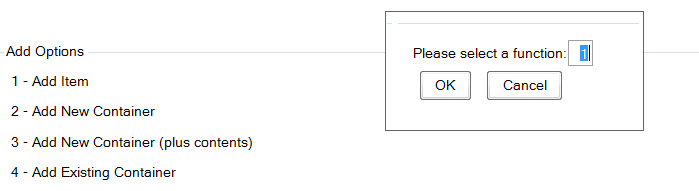 Add Options
1 - Add Item
2 - Add New Container
3 - Add New Container (plus contents)
4 - Add Existing Container
Please select a function: 1
OK Cancel